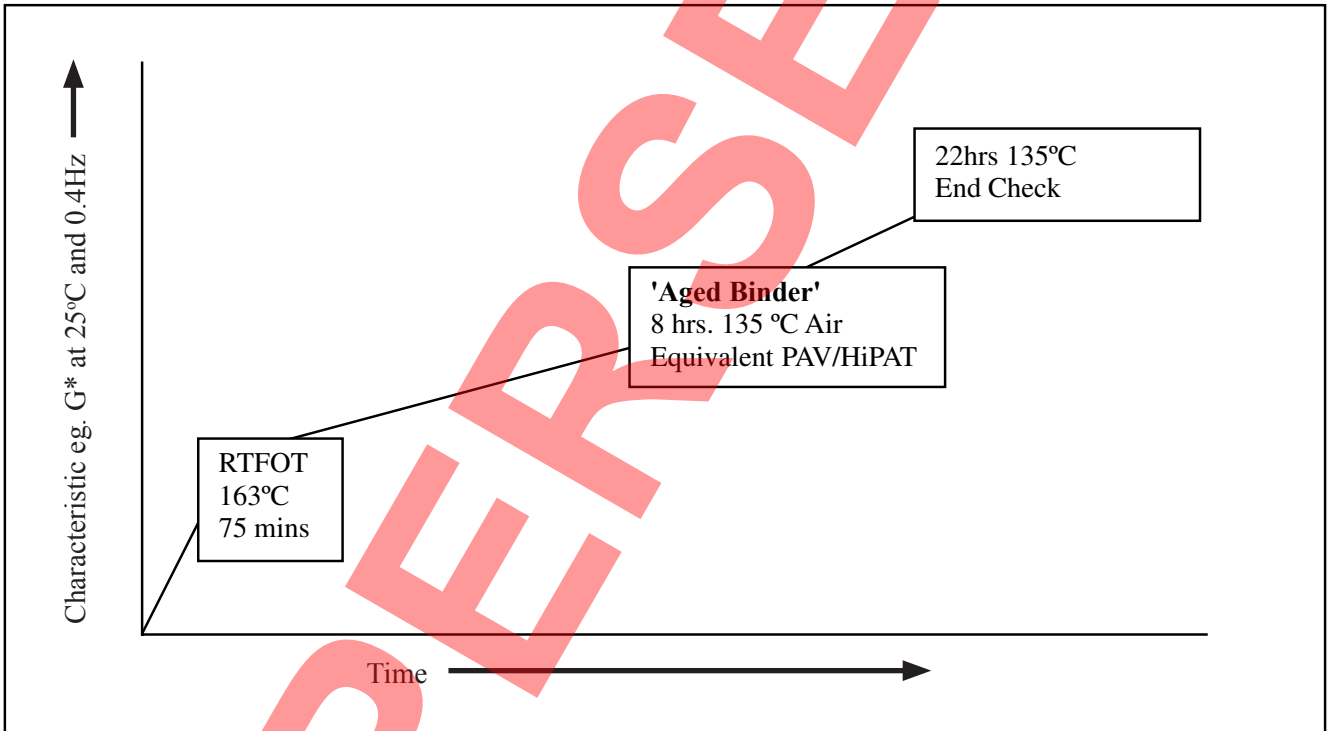 Characteristic eg. G* at 25ºC and 0.4Hz
22hrs 135ºC
End Check
'Aged Binder'
8 hrs. 135 ºC Air
Equivalent PAV/HiPAT
RTFOT
163ºC
75 mins
Time
PERSE